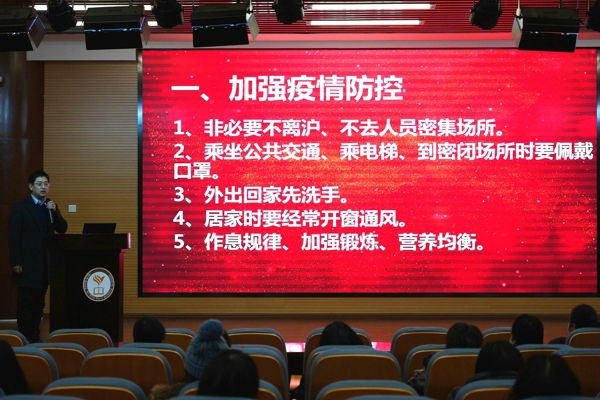 一、加强疫情防控
1、非必要不离沪、不去人员密集场所。
2、乘坐公共交通、乘电梯、到密闭场所时要佩戴
口罩。
3、外出回家先洗手。
4、居家时要经常开窗通风。
5、作息规律、加强锻炼、营养均衡。